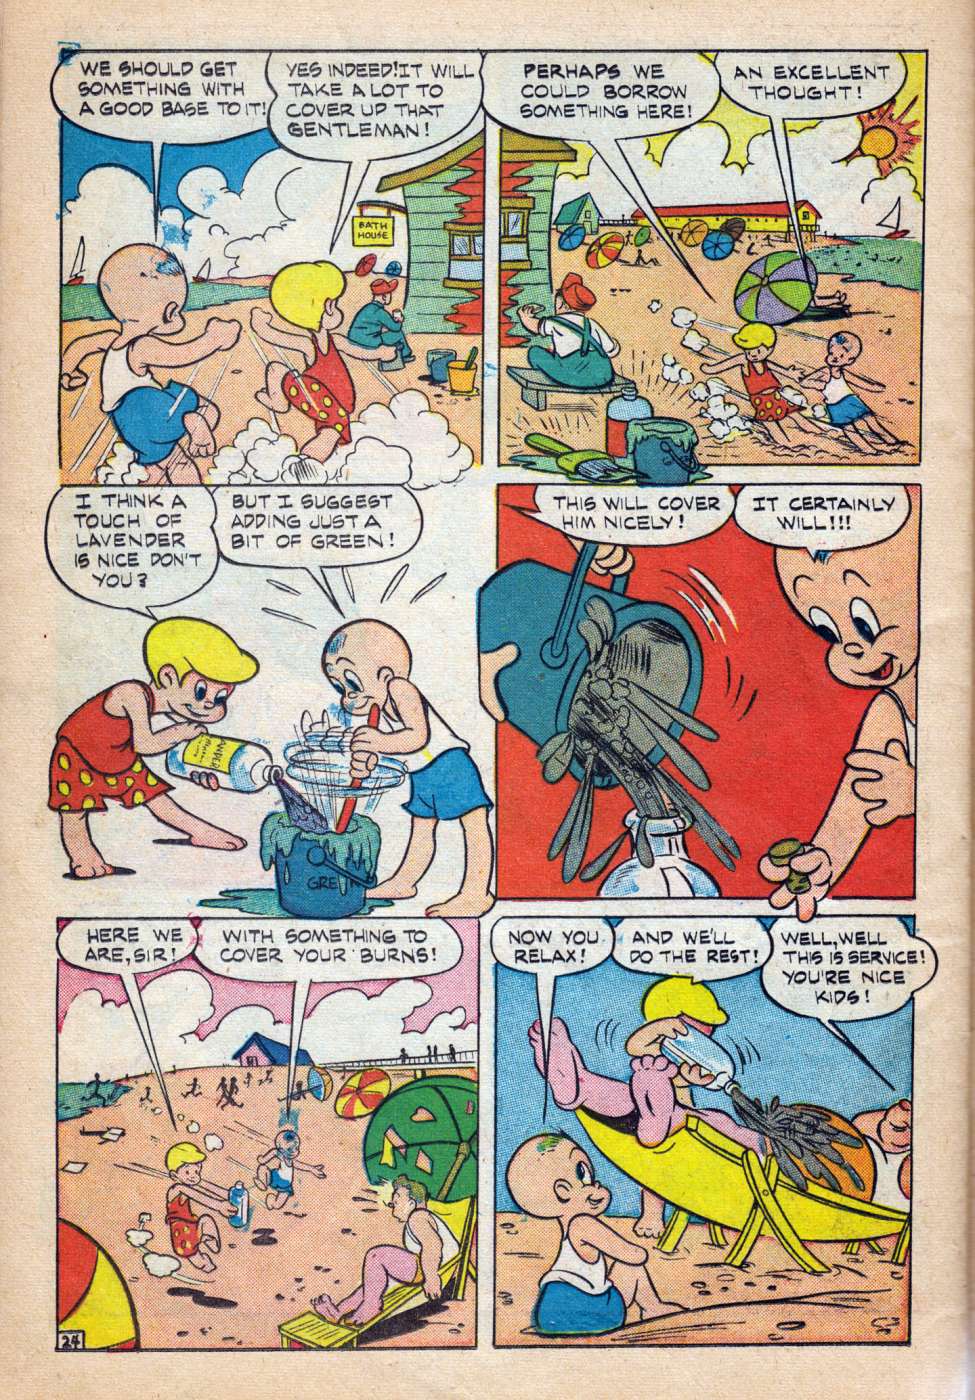 WE SHOULD GET
SOMETHING WITH
A GOOD BASE TO IT!
YES INDEED! IT WILL
TAKE A LOT TO
COVER UP THAT
GENTLEMAN!
BATH
HOUSE
PERHAPS WE
COULD BORROW
SOMETHING HERE!
AN EXCELLENT
THOUGHT!
I THINK A
TOUCH OF
LAVENDER
IS NICE DON'T
YOU?
BUT I SUGGEST
ADDING JUST A
BIT OF GREEN!
GREEN
THIS WILL COVER
HIM NICELY!
IT CERTAINLY
WILL!!!
HERE WE
ARE, SIR!
WITH SOMETHING TO
COVER YOUR BURNS!
24
NOW YOU
RELAX!
AND WE'LL
DO THE REST!
WELL, WELL
THIS IS SERVICE!
YOU'RE NICE
KIDS!